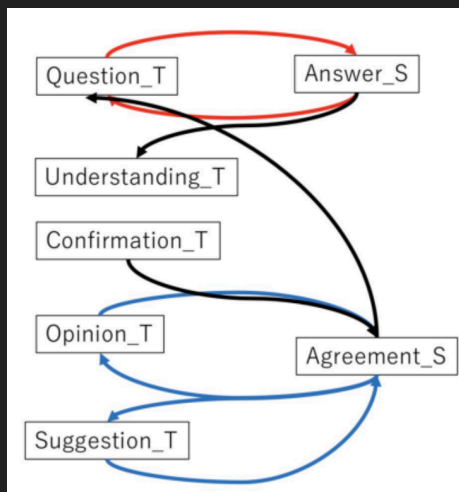 Question_T
Answer_S
Understanding_T
Confirmation_T
Opinion_T
Agreement_S
Suggestion_T